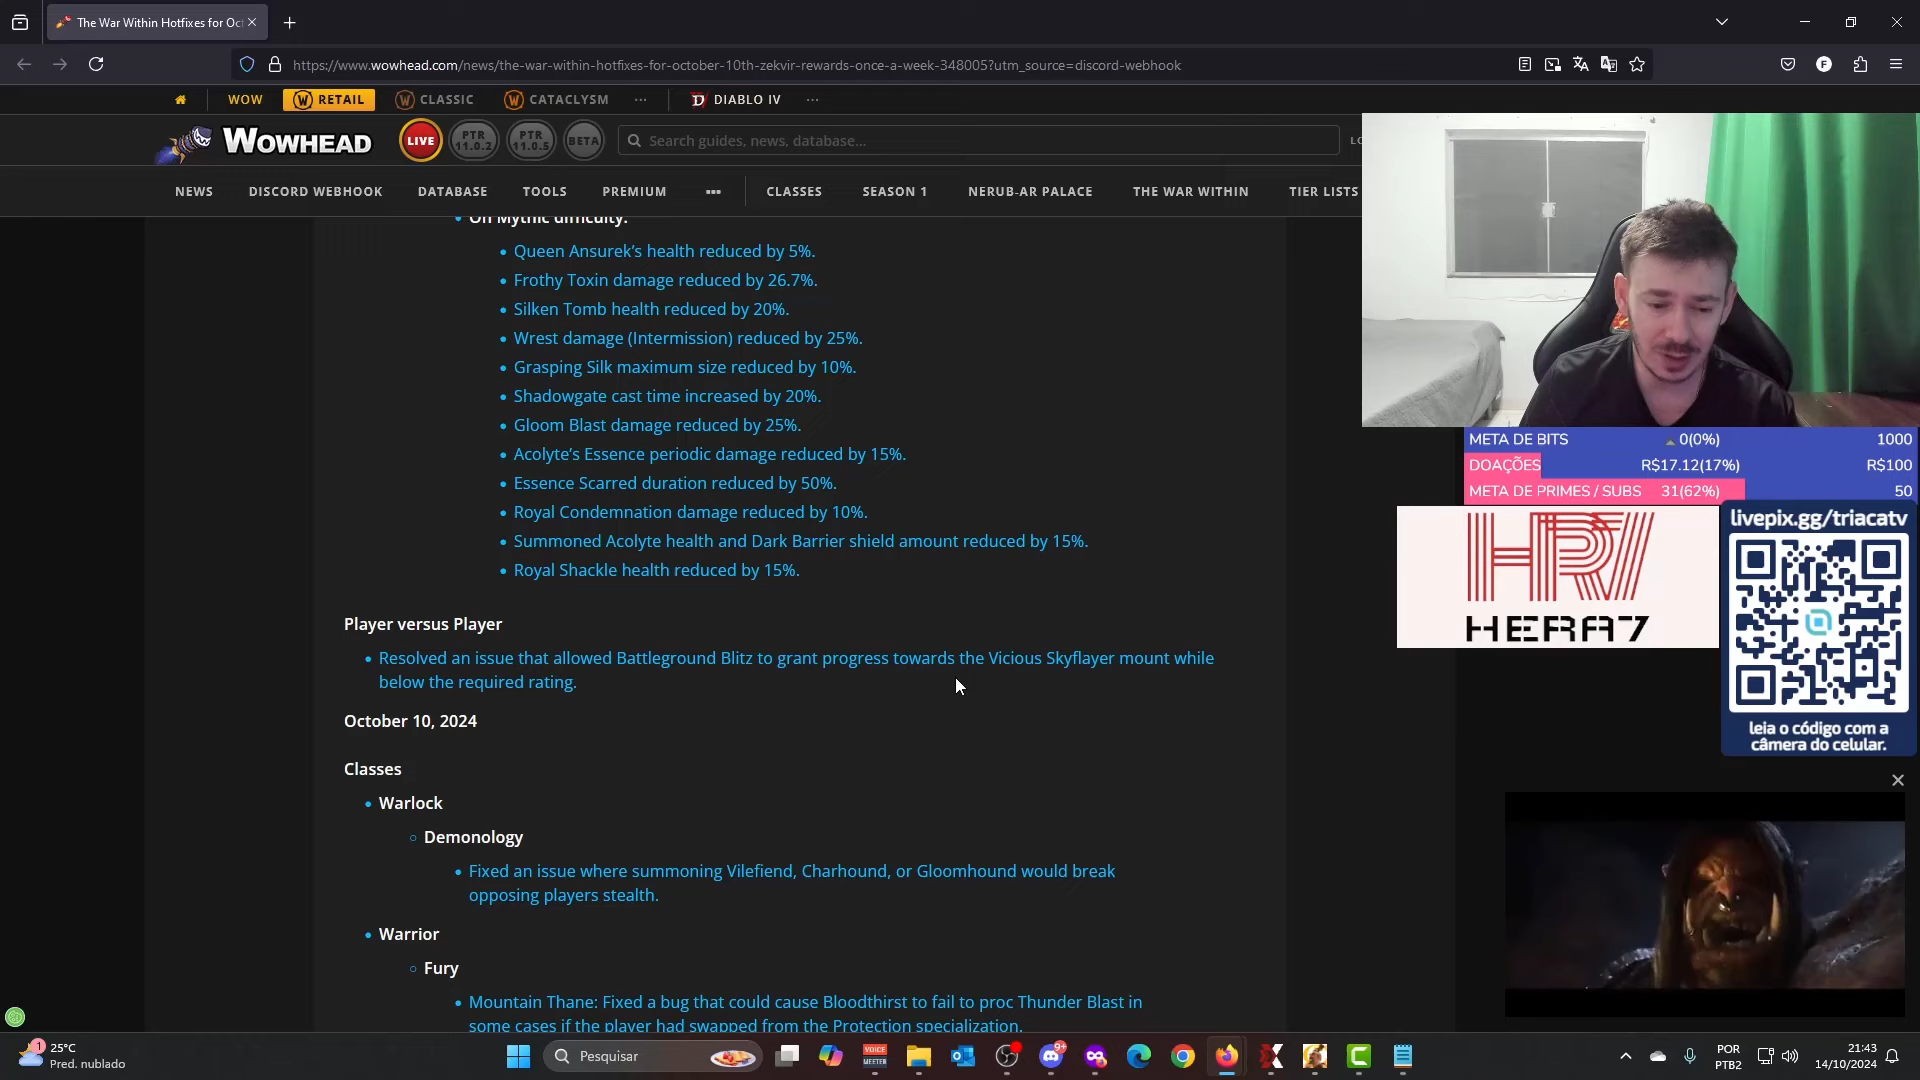 The War Within Hotfixes for Oct
https://www.wowhead.com/news/the-war-within-hotfixes-for-october-10th-zekvir-rewards-once-a-week-348005?utm_source=discord-webhook
WOW
RETAIL
CLASSIC
CATACLYSM
DIABLO IV
WOWHEAD
LIVE
PTR
11.0.2
PTR
11.0.5
BETA
Search guides, news, database...
NEWS
DISCORD WEBHOOK
DATABASE
TOOLS
PREMIUM
CLASSES
SEASON 1
NERUB-AR PALACE
THE WAR WITHIN
TIER LISTS
On Mythic difficulty:
Queen Ansurek's health reduced by 5%.
Frothy Toxin damage reduced by 26.7%.
Silken Tomb health reduced by 20%.
Wrest damage (Intermission) reduced by 25%.
Grasping Silk maximum size reduced by 10%.
Shadowgate cast time increased by 20%.
Gloom Blast damage reduced by 25%.
Acolyte's Essence periodic damage reduced by 15%.
Essence Scarred duration reduced by 50%.
Royal Condemnation damage reduced by 10%.
Summoned Acolyte health and Dark Barrier shield amount reduced by 15%.
Royal Shackle health reduced by 15%.
Player versus Player
Resolved an issue that allowed Battleground Blitz to grant progress towards the Vicious Skyflayer mount while
below the required rating.
October 10, 2024
Classes
Warlock
Demonology
Fixed an issue where summoning Vilefiend, Charhound, or Gloomhound would break
opposing players stealth.
Warrior
Fury
Mountain Thane: Fixed a bug that could cause Bloodthirst to fail to proc Thunder Blast in
some cases if the player had swapped from the Protection specialization.
META DE BITS 0(0%) 1000
DOAÇÕES R$17.12(17%) R$100
META DE PRIMES / SUBS 31(62%) 50
HERA7
livepix.gg/triacatv
leia o código com a
câmera do celular.
1
25°C
Pred. nublado
Pesquisar
VOICE
MEETER
9+
POR
PTB2
21:43
14/10/2024